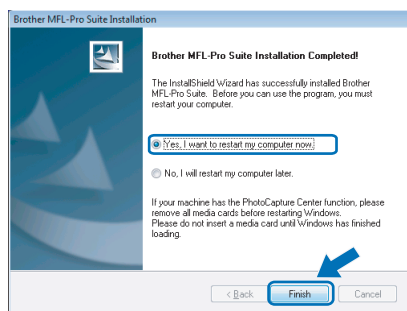 Brother MFL-Pro Suite Installation
Brother MFL-Pro Suite Installation Completed!
The InstallShield Wizard has successfully installed Brother
MFL-Pro Suite. Before you can use the program, you must
restart your computer.
Yes, I want to restart my computer now.
No, I will restart my computer later.
If your machine has the PhotoCapture Center function, please
remove all media cards before restarting Windows.
Please do not insert a media card until Windows has finished
loading.
< Back Finish Cancel